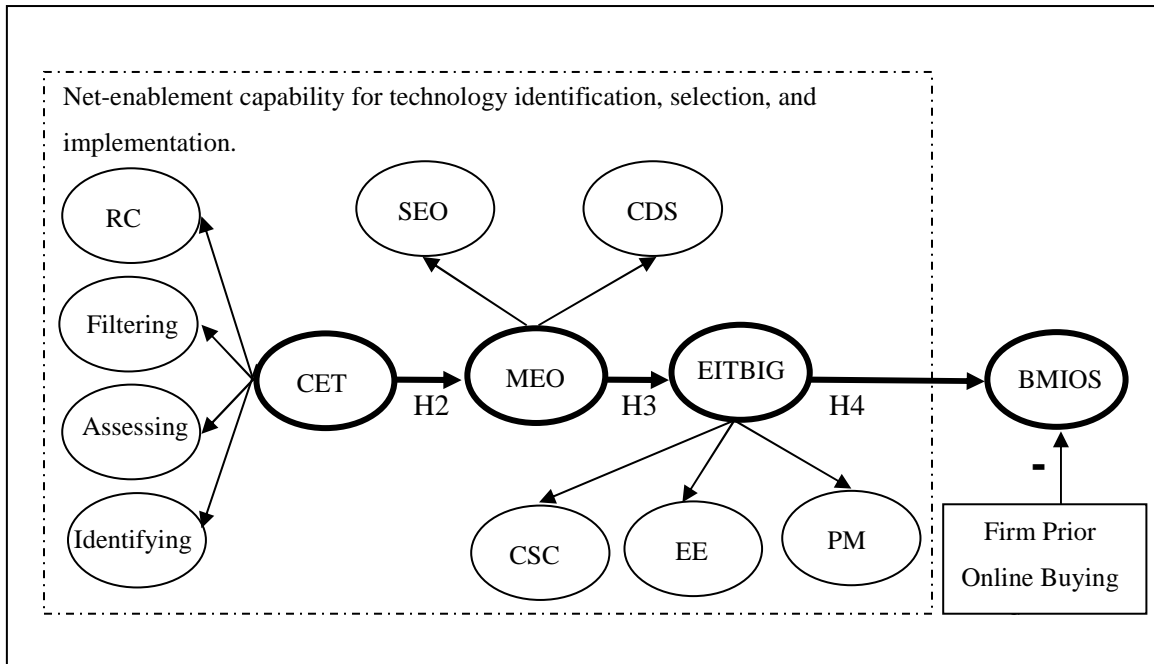 Net-enablement capability for technology identification, selection, and
implementation.
RC
SEO
CDS
Filtering
CET
MEO
EITBIG
BMIOS
H2
H3
H4
Assessing
-
Identifying
CSC
EE
PM
Firm Prior
Online Buying